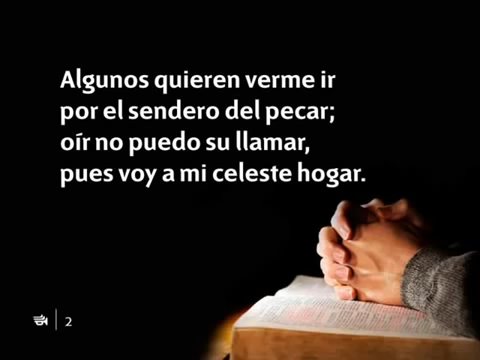 Algunos quieren verme ir
por el sendero del pecar;
oír no puedo su llamar,
pues voy a mi celeste hogar.
2